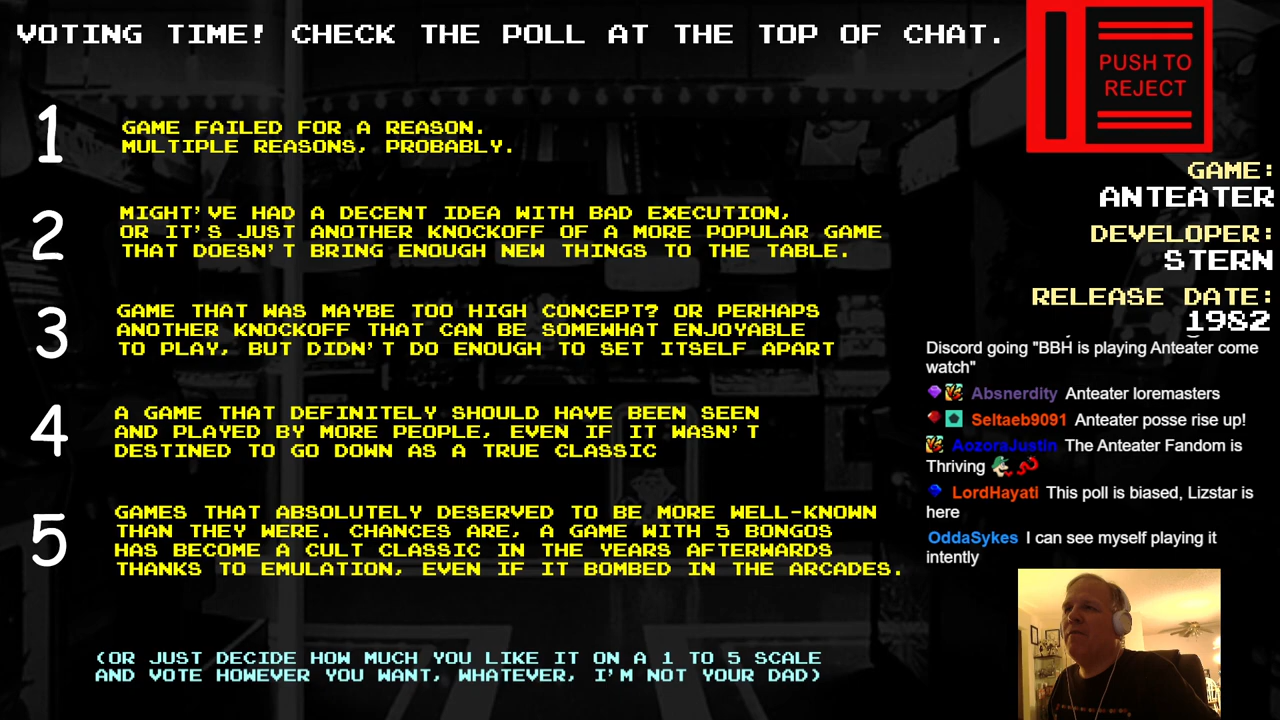 VOTING TIME! CHECK THE POLL AT THE TOP OF CHAT.
1
GAME FAILED FOR A REASON.
MULTIPLE REASONS, PROBABLY.
2
MIGHT'VE HAD A DECENT IDEA WITH BAD EXECUTION,
OR IT'S JUST ANOTHER KNOCKOFF OF A MORE POPULAR GAME
THAT DOESN'T BRING ENOUGH NEW THINGS TO THE TABLE.
3
GAME THAT WAS MAYBE TOO HIGH CONCEPT? OR PERHAPS
ANOTHER KNOCKOFF THAT CAN BE SOMEWHAT ENJOYABLE
TO PLAY, BUT DIDN'T DO ENOUGH TO SET ITSELF APART
4
A GAME THAT DEFINITELY SHOULD HAVE BEEN SEEN
AND PLAYED BY MORE PEOPLE, EVEN IF IT WASN'T
DESTINED TO GO DOWN AS A TRUE CLASSIC
5
GAMES THAT ABSOLUTELY DESERVED TO BE MORE WELL-KNOWN
THAN THEY WERE. CHANCES ARE, A GAME WITH 5 BONGOS
HAS BECOME A CULT CLASSIC IN THE YEARS AFTERWARDS
THANKS TO EMULATION, EVEN IF IT BOMBED IN THE ARCADES.
(OR JUST DECIDE HOW MUCH YOU LIKE IT ON A 1 TO 5 SCALE
AND VOTE HOWEVER YOU WANT, WHATEVER, I'M NOT YOUR DAD)
PUSH TO
REJECT
GAME:
ANTEATER
DEVELOPER:
STERN
RELEASE DATE:
1982
Discord going "BBH is playing Anteater come
watch"
Absnerdity Anteater loremasters
Seltaeb9091 Anteater posse rise up!
AozoraJustin The Anteater Fandom is
Thriving
LordHayati This poll is biased, Lizstar is
here
OddaSykes I can see myself playing it
intently